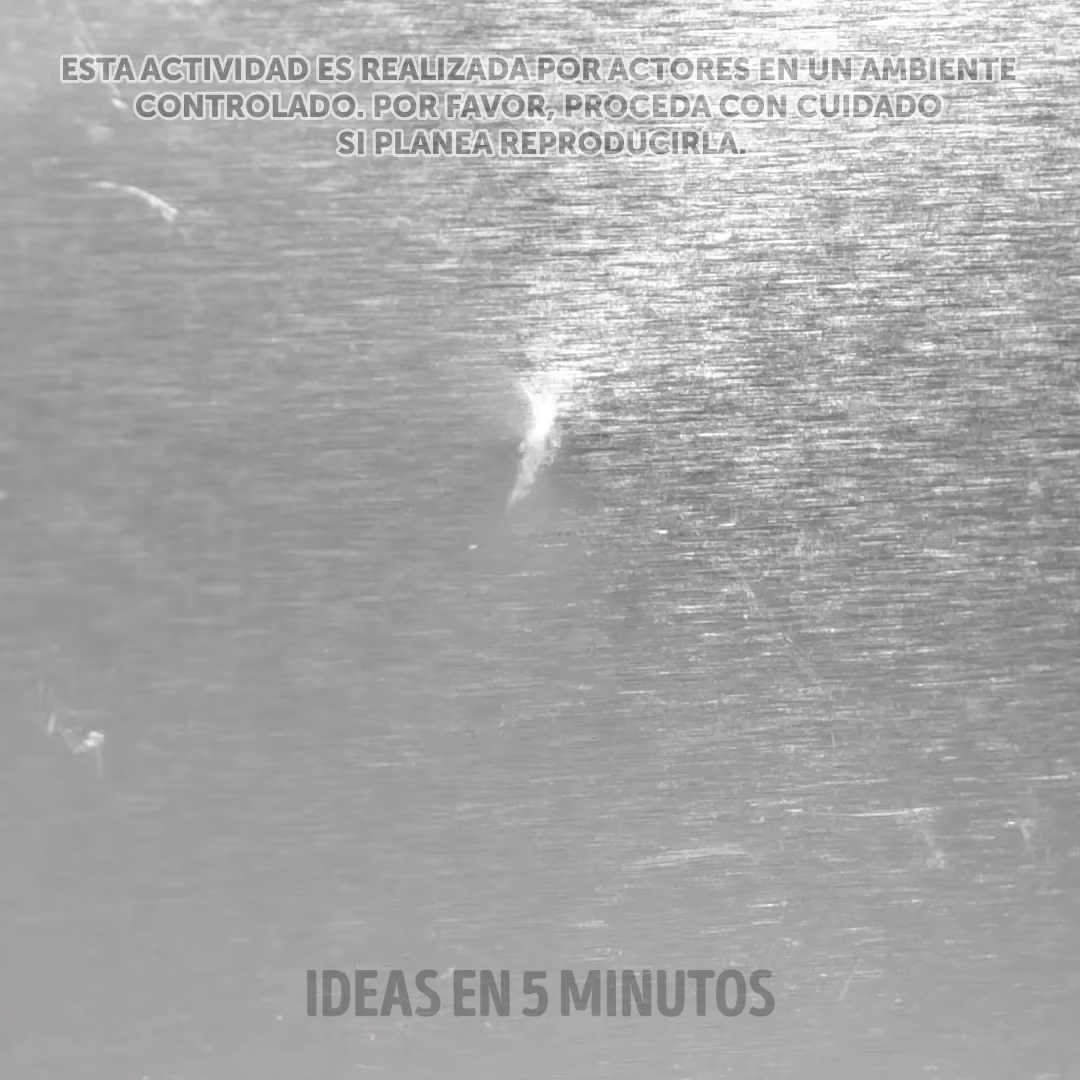 ESTA ACTIVIDAD ES REALIZADA POR ACTORES EN UN AMBIENTE
CONTROLADO. POR FAVOR, PROCEDA CON CUIDADO
SI PLANEA REPRODUCIRLA.
IDEAS EN 5 MINUTOS